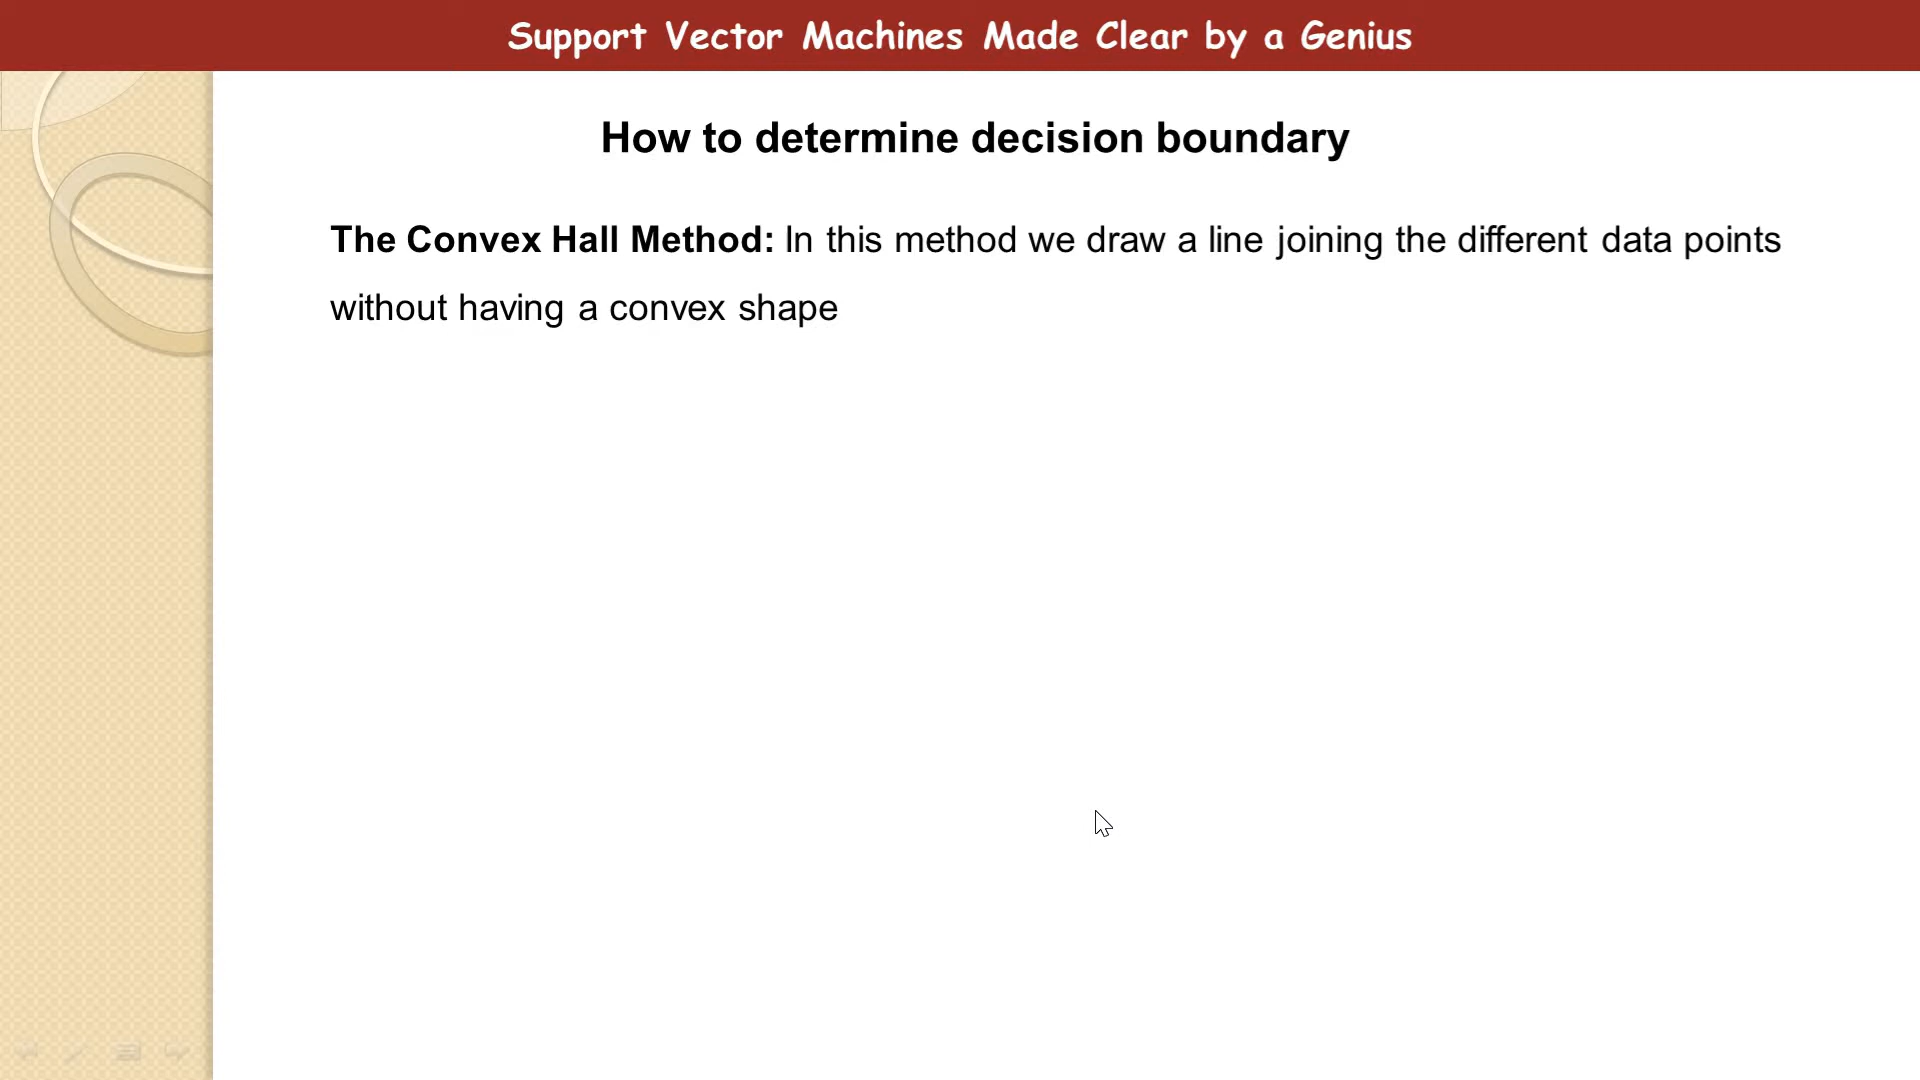 Support Vector Machines Made Clear by a Genius
How to determine decision boundary
The Convex Hall Method: In this method we draw a line joining the different data points
without having a convex shape